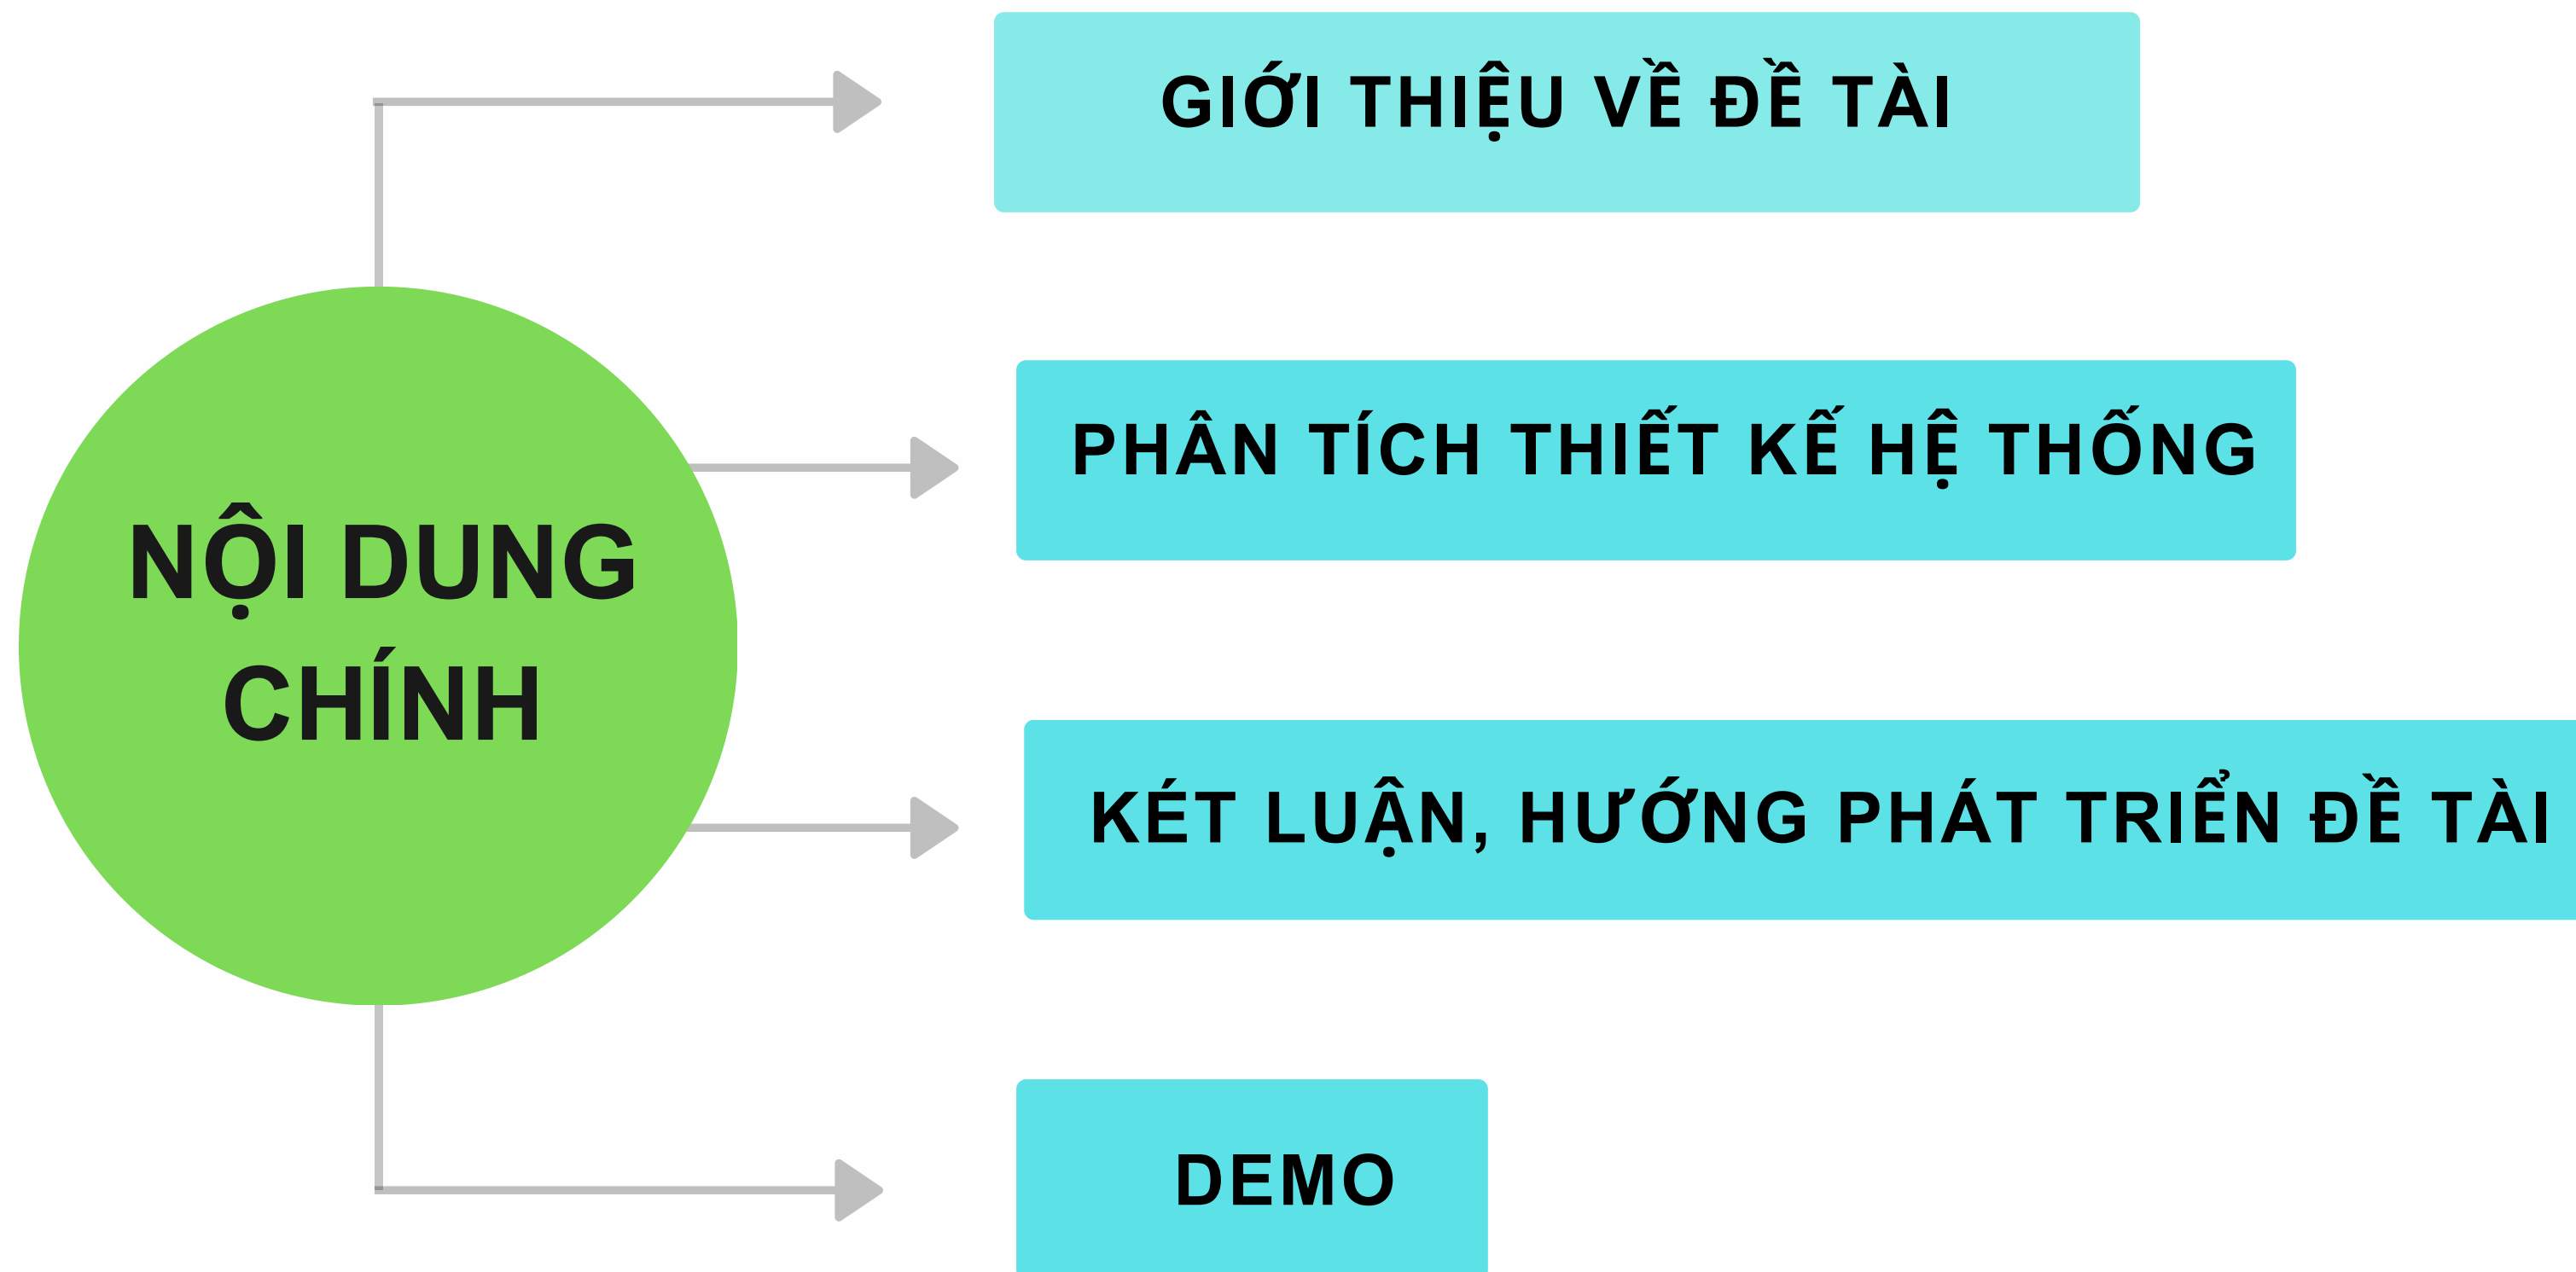 NỘI DUNG
CHÍNH
GIỚI THIỆU VỀ ĐỀ TÀI
PHÂN TÍCH THIẾT KẾ HỆ THỐNG
KÉT LUẬN, HƯỚNG PHÁT TRIỂN ĐỀ TÀI
DEMO